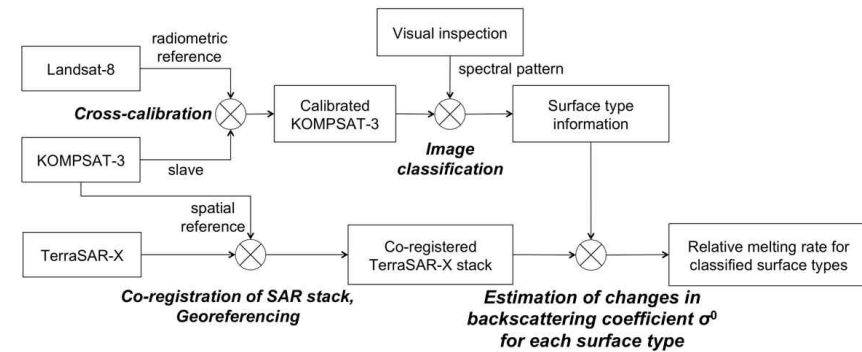 Visual inspection
radiometric
reference
Landsat-8
spectral pattern
Cross-calibration
Calibrated
KOMPSAT-3
Surface type
information
Image
classification
KOMPSAT-3
slave
spatial
reference
TerraSAR-X
Co-registered
TerraSAR-X stack
Relative melting rate for
classified surface types
Co-registration of SAR stack,
Georeferencing
Estimation of changes in
backscattering coefficient σ⁰
for each surface type